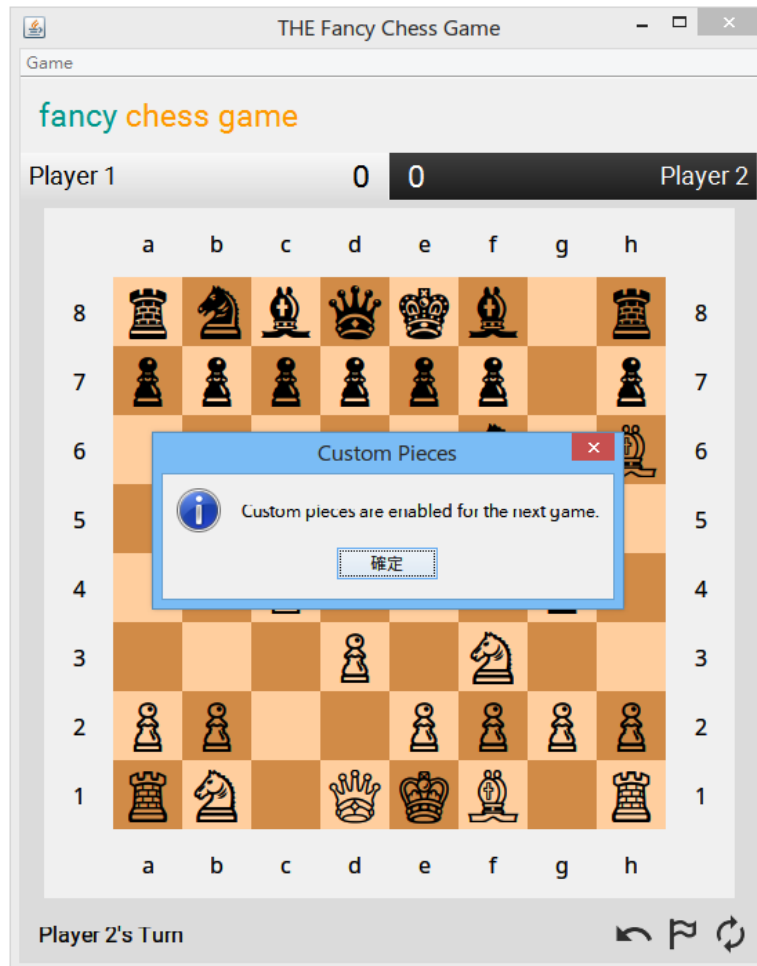 THE Fancy Chess Game
Game
fancy chess game
Player 1 0 0 Player 2
a b c d e f g h
8 8
7 7
6 6
Custom Pieces
5 5
Custom pieces are enabled for the next game.
確定
4 4
3 3
2 2
1 1
a b c d e f g h
Player 2's Turn